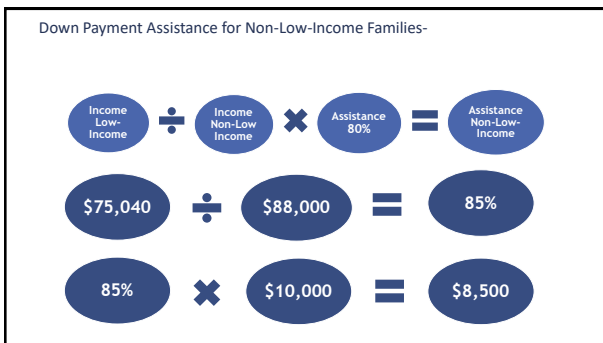 Down Payment Assistance for Non-Low-Income Families-
Income
Low-
Income
÷
Income
Non-Low
Income
×
Assistance
80%
=
Assistance
Non-Low-
Income
$75,040 ÷ $88,000 = 85%
85% × $10,000 = $8,500